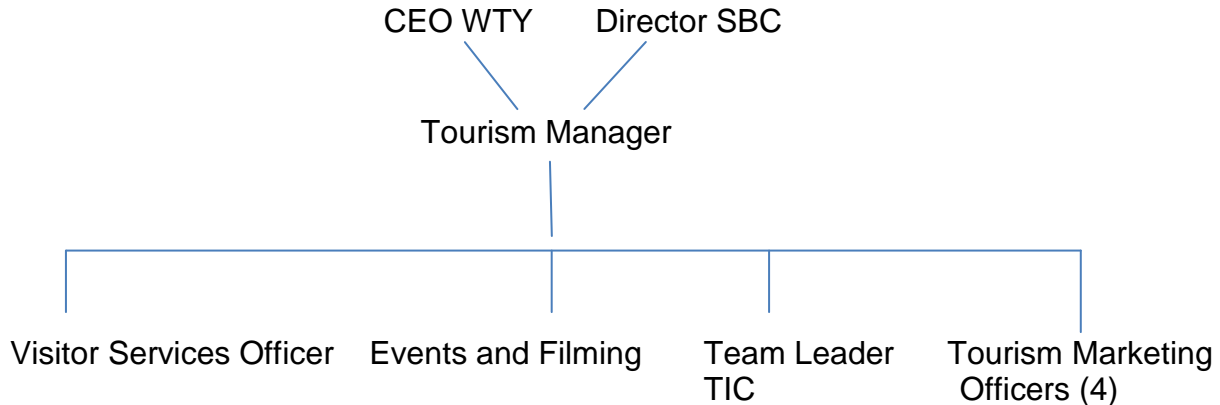 CEO WTY Director SBC
Tourism Manager
Visitor Services Officer Events and Filming Team Leader Tourism Marketing
TIC Officers (4)